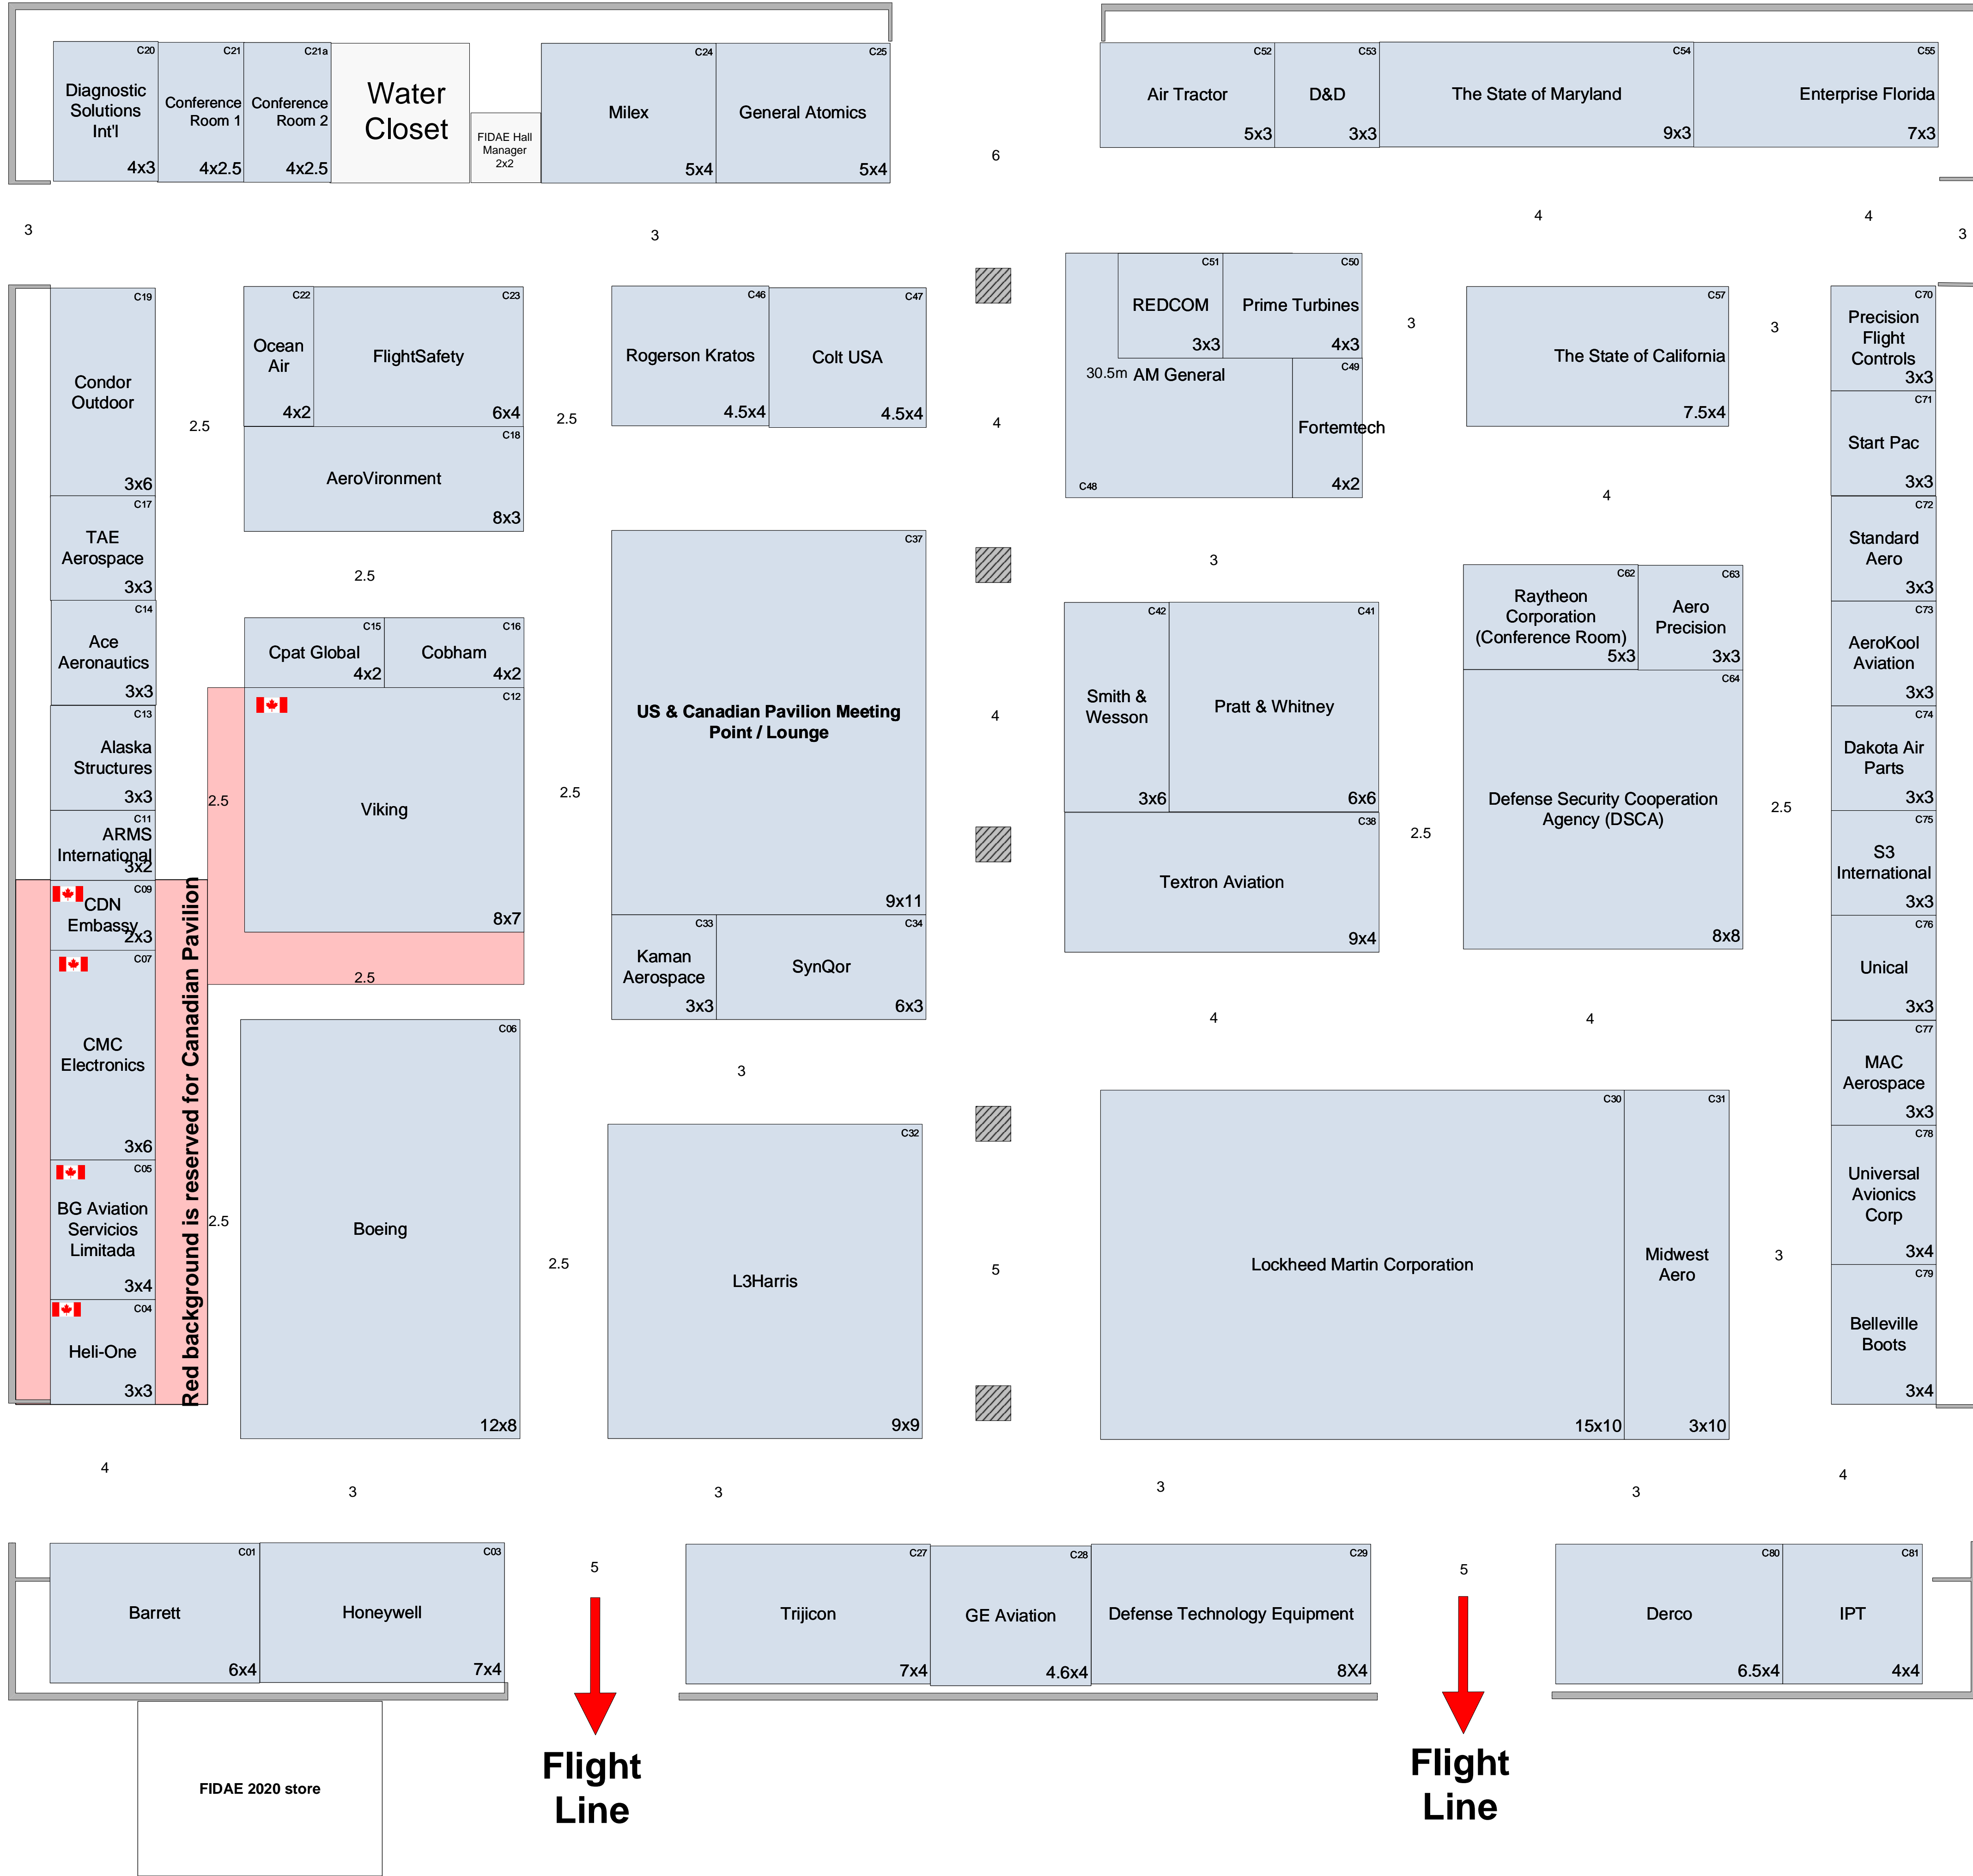 C20
Diagnostic
Solutions
Int'l
4x3
C21
Conference
Room 1
4x2.5
C21a
Conference
Room 2
4x2.5
Water
Closet
FIDAE Hall
Manager
2x2
C24
Milex
5x4
C25
General Atomics
5x4
6
C52
Air Tractor
5x3
C53
D&D
3x3
C54
The State of Maryland
9x3
C55
Enterprise Florida
7x3
3
3
4
4
3
C19
Condor
Outdoor
3x6
2.5
C22
Ocean
Air
4x2
C23
FlightSafety
6x4
C18
AeroVironment
8x3
2.5
C46
Rogerson Kratos
4.5x4
C47
Colt USA
4.5x4
4
C51
REDCOM
3x3
C50
Prime Turbines
4x3
30.5m AM General
C48
C49
Fortemtech
4x2
3
C57
The State of California
7.5x4
3
4
C70
Precision
Flight
Controls
3x3
C71
Start Pac
3x3
C17
TAE
Aerospace
3x3
2.5
C14
Ace
Aeronautics
3x3
C15
Cpat Global
4x2
C16
Cobham
4x2
C12
Viking
8x7
2.5
2.5
C13
Alaska
Structures
3x3
C11
ARMS
International
3x2
C37
US & Canadian Pavilion Meeting
Point / Lounge
9x11
2.5
C33
Kaman
Aerospace
3x3
C34
SynQor
6x3
4
3
C42
Smith &
Wesson
3x6
C41
Pratt & Whitney
6x6
C38
Textron Aviation
9x4
2.5
C62
Raytheon
Corporation
(Conference Room)
5x3
C63
Aero
Precision
3x3
C64
Defense Security Cooperation
Agency (DSCA)
8x8
2.5
C72
Standard
Aero
3x3
C73
AeroKool
Aviation
3x3
C74
Dakota Air
Parts
3x3
C75
S3
International
3x3
C76
Unical
3x3
C77
MAC
Aerospace
3x3
C78
Universal
Avionics
Corp
3x4
C79
Belleville
Boots
3x4
C09
CDN
Embassy
2x3
C07
CMC
Electronics
3x6
C05
BG Aviation
Servicios
Limitada
3x4
C04
Heli-One
3x3
Red background is reserved for Canadian Pavilion
2.5
C06
Boeing
12x8
2.5
3
C32
L3Harris
9x9
5
4
4
C30
Lockheed Martin Corporation
15x10
C31
Midwest
Aero
3x10
3
4
3
3
3
3
4
C01
Barrett
6x4
C03
Honeywell
7x4
5
C27
Trijicon
7x4
C28
GE Aviation
4.6x4
C29
Defense Technology Equipment
8X4
5
C80
Derco
6.5x4
C81
IPT
4x4
FIDAE 2020 store
Flight
Line
Flight
Line